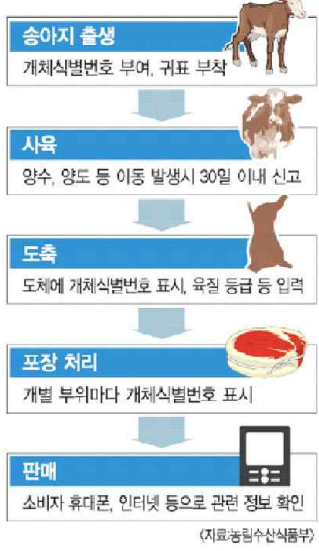 송아지 출생
개체식별번호 부여, 귀표 부착
사육
양수, 양도 등 이동 발생시 30일 이내 신고
도축
도체에 개체식별번호 표시, 육질 등급 등 입력
포장 처리
개별 부위마다 개체식별번호 표시
판매
소비자 휴대폰, 인터넷 등으로 관련 정보 확인
〈자료:농림수산식품부〉